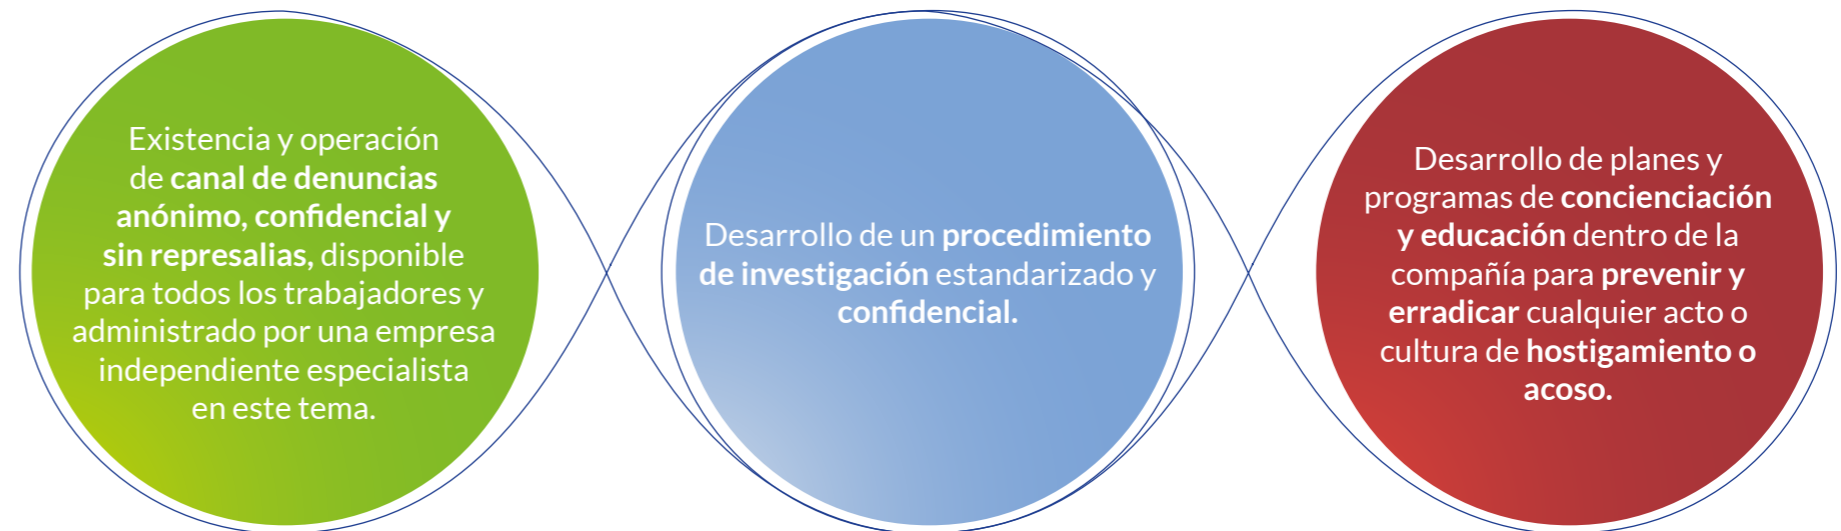 Existencia y operación
de canal de denuncias
anónimo, confidencial y
sin represalias, disponible
para todos los trabajadores y
administrado por una empresa
independiente especialista
en este tema.
Desarrollo de un procedimiento
de investigación estandarizado y
confidencial.
Desarrollo de planes y
programas de concienciación
y educación dentro de la
compañía para prevenir y
erradicar cualquier acto o
cultura de hostigamiento o
acoso.